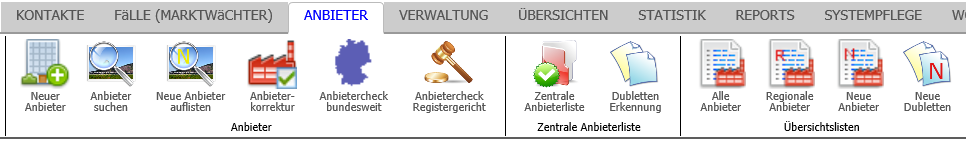 KONTAKTE FäLLE (MARKTWäCHTER) ANBIETER VERWALTUNG ÜBERSICHTEN STATISTIK REPORTS SYSTEMPFLEGE
N R N N
Neuer Anbieter Neue Anbieter Anbieter- Anbietercheck Anbietercheck Zentrale Dubletten Alle Regionale Neue Neue
Anbieter suchen auflisten korrektur bundesweit Registergericht Anbieterliste Erkennung Anbieter Anbieter Anbieter Dubletten
Anbieter Zentrale Anbieterliste Übersichtslisten